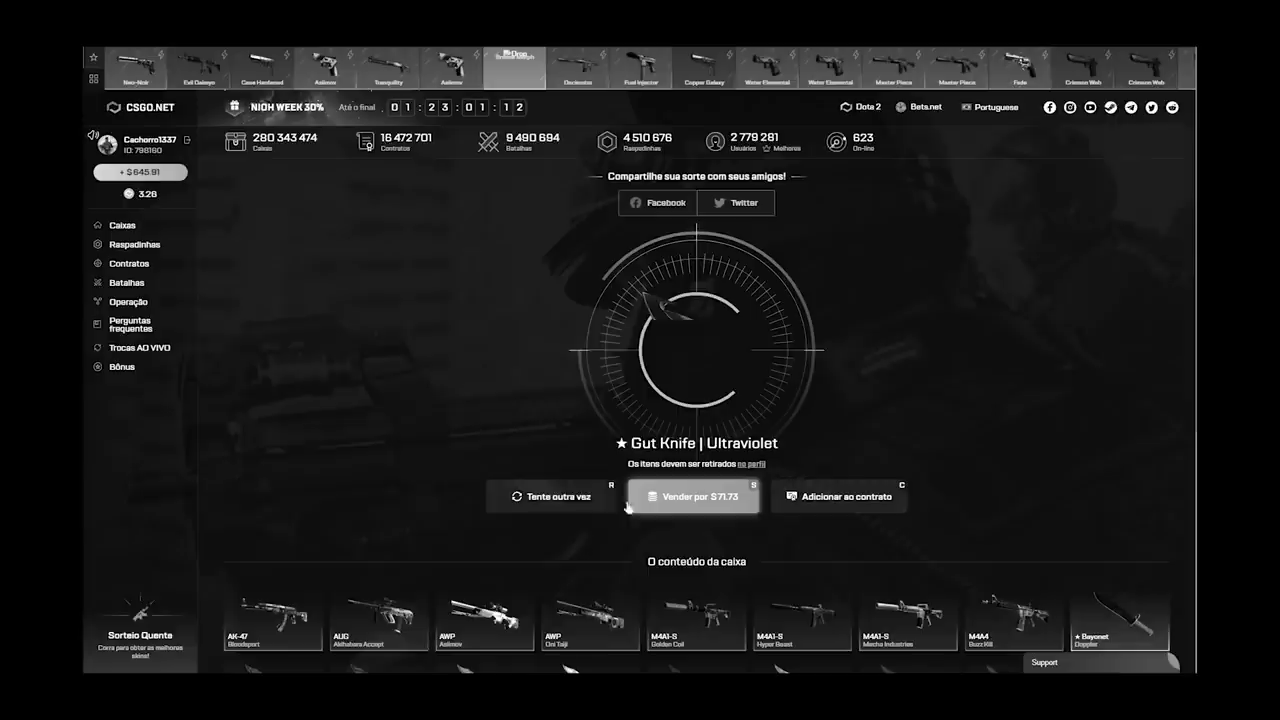 Neo-Noir
Evil Daimyo
Case Hardened
Asiimov
Tranquility
Asiimov
Decimator
Fuel Injector
Copper Galaxy
Water Elemental
Water Elemental
Master Piece
Master Piece
Fade
Crimson Web
Crimson Web
CSGO.NET
NIOH WEEK 30%
Até o final
01:23:01:12
Dota 2
Bets.net
Portuguese
Cachorro1337
ID: 798160
+ $ 645.91
3.26
280 343 474
Caixas
16 472 701
Contratos
9 490 694
Batalhas
4 510 676
Raspadinhas
2 779 281
Usuários
Melhores
623
On-line
Compartilhe sua sorte com seus amigos!
Facebook
Twitter
Caixas
Raspadinhas
Contratos
Batalhas
Operação
Perguntas
frequentes
Trocas AO VIVO
Bônus
★ Gut Knife | Ultraviolet
Os itens devem ser retirados no perfil
Tente outra vez
R
Vender por $ 71.73
S
Adicionar ao contrato
C
O conteúdo da caixa
AK-47
Bloodsport
AUG
Akihabara Accept
AWP
Asiimov
AWP
Oni Taiji
M4A1-S
Golden Coil
M4A1-S
Hyper Beast
M4A1-S
Mecha Industries
M4A4
Buzz Kill
★ Bayonet
Doppler
Sorteio Quente
Corra para obter as melhores
skins!
Support